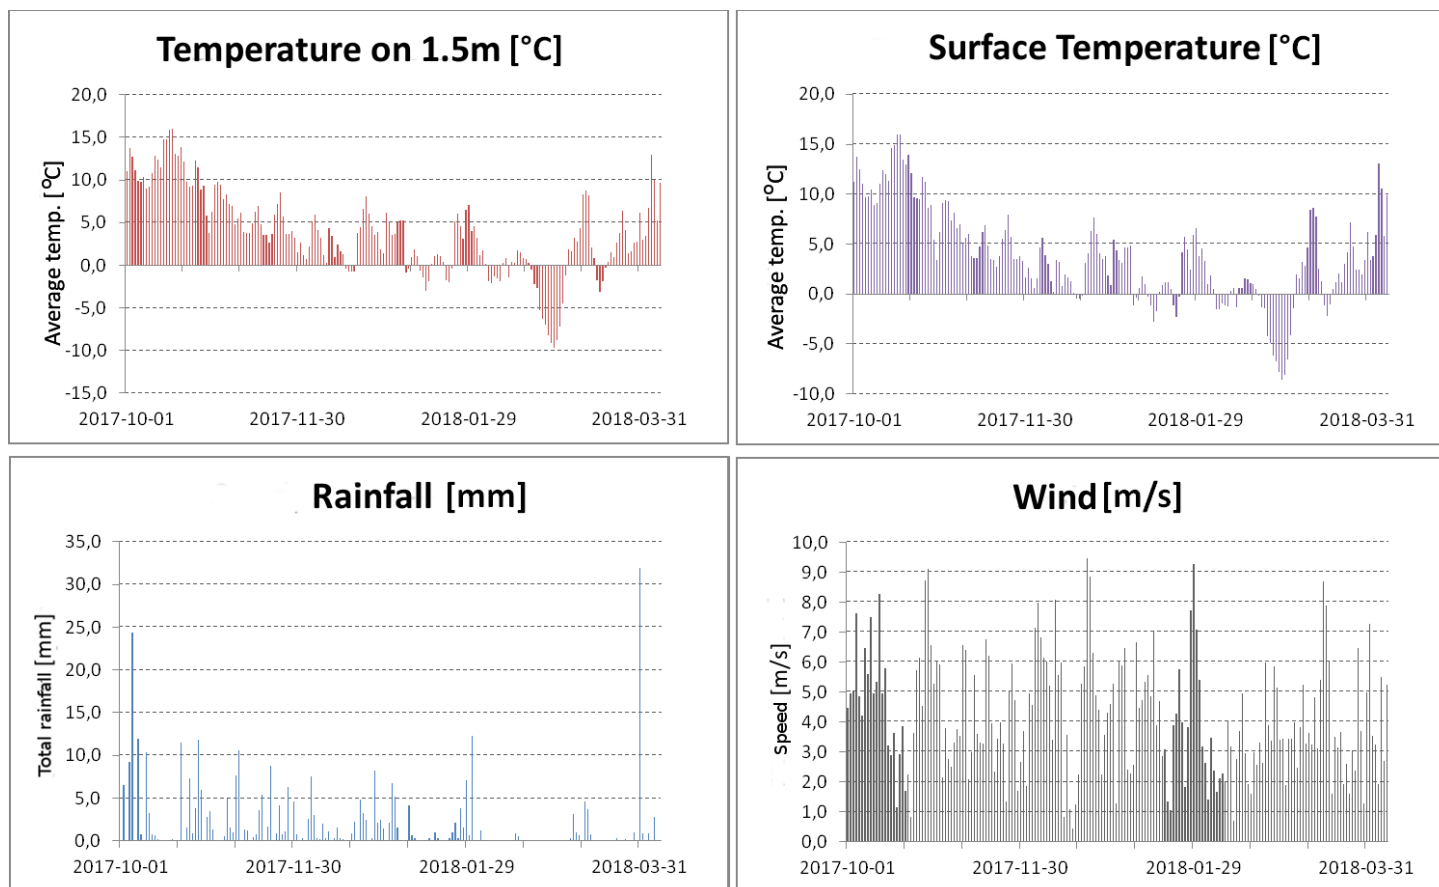 Temperature on 1.5m [°C]
Average temp. [°C]
20,0
15,0
10,0
5,0
0,0
-5,0
-10,0
-15,0
2017-10-01 2017-11-30 2018-01-29 2018-03-31
Surface Temperature [°C]
Average temp. [°C]
20,0
15,0
10,0
5,0
0,0
-5,0
-10,0
2017-10-01 2017-11-30 2018-01-29 2018-03-31
Rainfall [mm]
Total rainfall [mm]
35,0
30,0
25,0
20,0
15,0
10,0
5,0
0,0
2017-10-01 2017-11-30 2018-01-29 2018-03-31
Wind [m/s]
Speed [m/s]
10,0
9,0
8,0
7,0
6,0
5,0
4,0
3,0
2,0
1,0
0,0
2017-10-01 2017-11-30 2018-01-29 2018-03-31